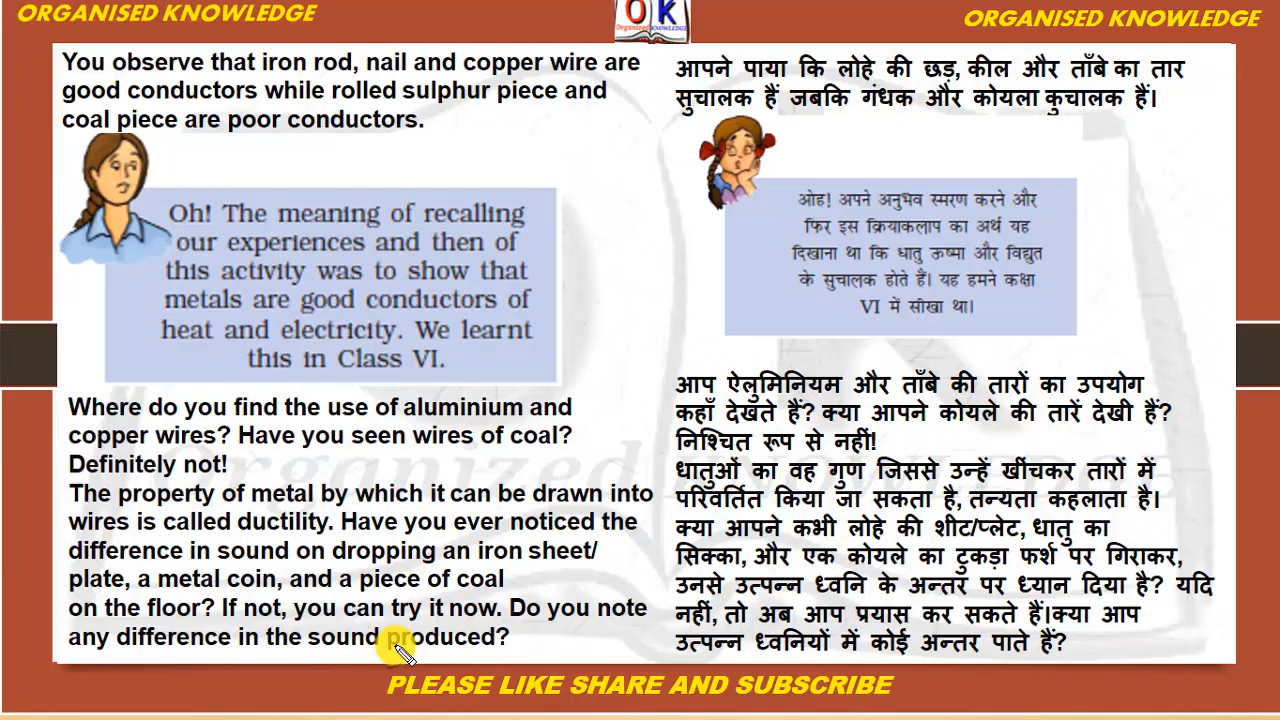 ORGANISED KNOWLEDGE
O K
Organized Knowledge
ORGANISED KNOWLEDGE
You observe that iron rod, nail and copper wire are
good conductors while rolled sulphur piece and
coal piece are poor conductors.
Oh! The meaning of recalling
our experiences and then of
this activity was to show that
metals are good conductors of
heat and electricity. We learnt
this in Class VI.
Where do you find the use of aluminium and
copper wires? Have you seen wires of coal?
Definitely not!
The property of metal by which it can be drawn into
wires is called ductility. Have you ever noticed the
difference in sound on dropping an iron sheet/
plate, a metal coin, and a piece of coal
on the floor? If not, you can try it now. Do you note
any difference in the sound produced?
आपने पाया कि लोहे की छड़, कील और ताँबे का तार
सुचालक हैं जबकि गंधक और कोयला कुचालक हैं।
ओह! अपने अनुभव स्मरण करने और
फिर इस क्रियाकलाप का अर्थ यह
दिखाना था कि धातु ऊष्मा और विद्युत
के सुचालक होते हैं। यह हमने कक्षा
VI में सीखा था।
आप ऐलुमिनियम और ताँबे की तारों का उपयोग
कहाँ देखते हैं? क्या आपने कोयले की तारें देखी हैं?
निश्चित रूप से नहीं!
धातुओं का वह गुण जिससे उन्हें खींचकर तारों में
परिवर्तित किया जा सकता है, तन्यता कहलाता है।
क्या आपने कभी लोहे की शीट/प्लेट, धातु का
सिक्का, और एक कोयले का टुकड़ा फर्श पर गिराकर,
उनसे उत्पन्न ध्वनि के अन्तर पर ध्यान दिया है? यदि
नहीं, तो अब आप प्रयास कर सकते हैं।क्या आप
उत्पन्न ध्वनियों में कोई अन्तर पाते हैं?
Organized Knowledge
PLEASE LIKE SHARE AND SUBSCRIBE